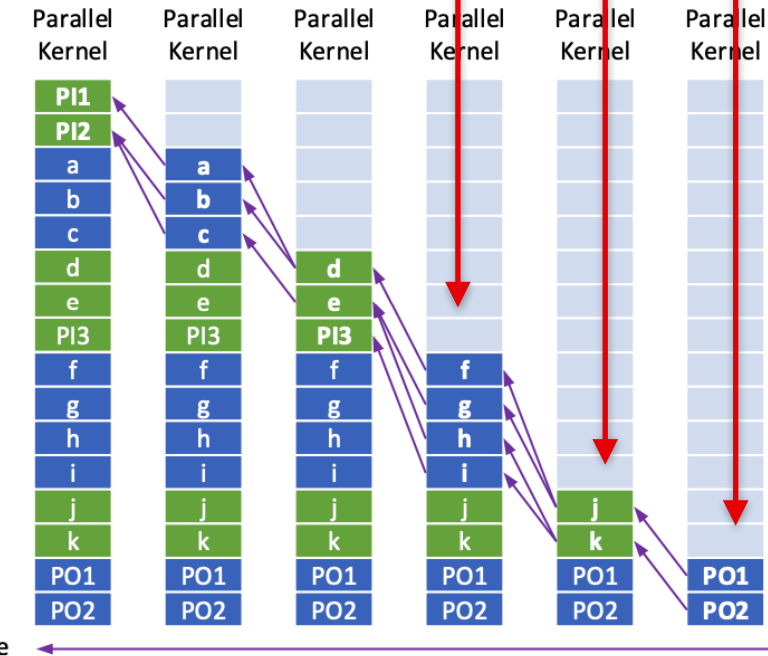 Parallel Parallel Parallel Parallel Parallel Parallel
Kernel Kernel Kernel Kernel Kernel Kernel
PI1
PI2
a a
b b
c c
d d d
e e e
PI3 PI3 PI3
f f f f
g g g g
h h h h
i i i i
j j j j j
k k k k k
PO1 PO1 PO1 PO1 PO1 PO1
PO2 PO2 PO2 PO2 PO2 PO2
e